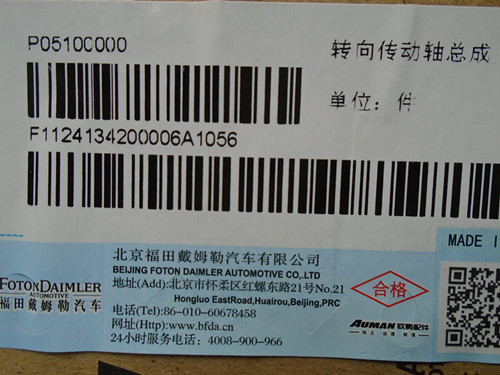 P05100000
转向传动轴总成
单位：件
F1124134200006A1056
MADE I
FOTONDAIMLER
AUTOMOTIVE
福田戴姆勒汽车
北京福田戴姆勒汽车有限公司
BEIJING FOTON DAIMLER AUTOMOTIVE CO,.LTD
地址(Add):北京市怀柔区红螺东路21号No.21
Hongluo EastRoad,Huairou,Beijing,PRC
电话(Tel):86-010-60678458
网址(Http)www.bfda.cn
24小时服务电话：4008-900-966
合格
AUMAN 欧曼配件